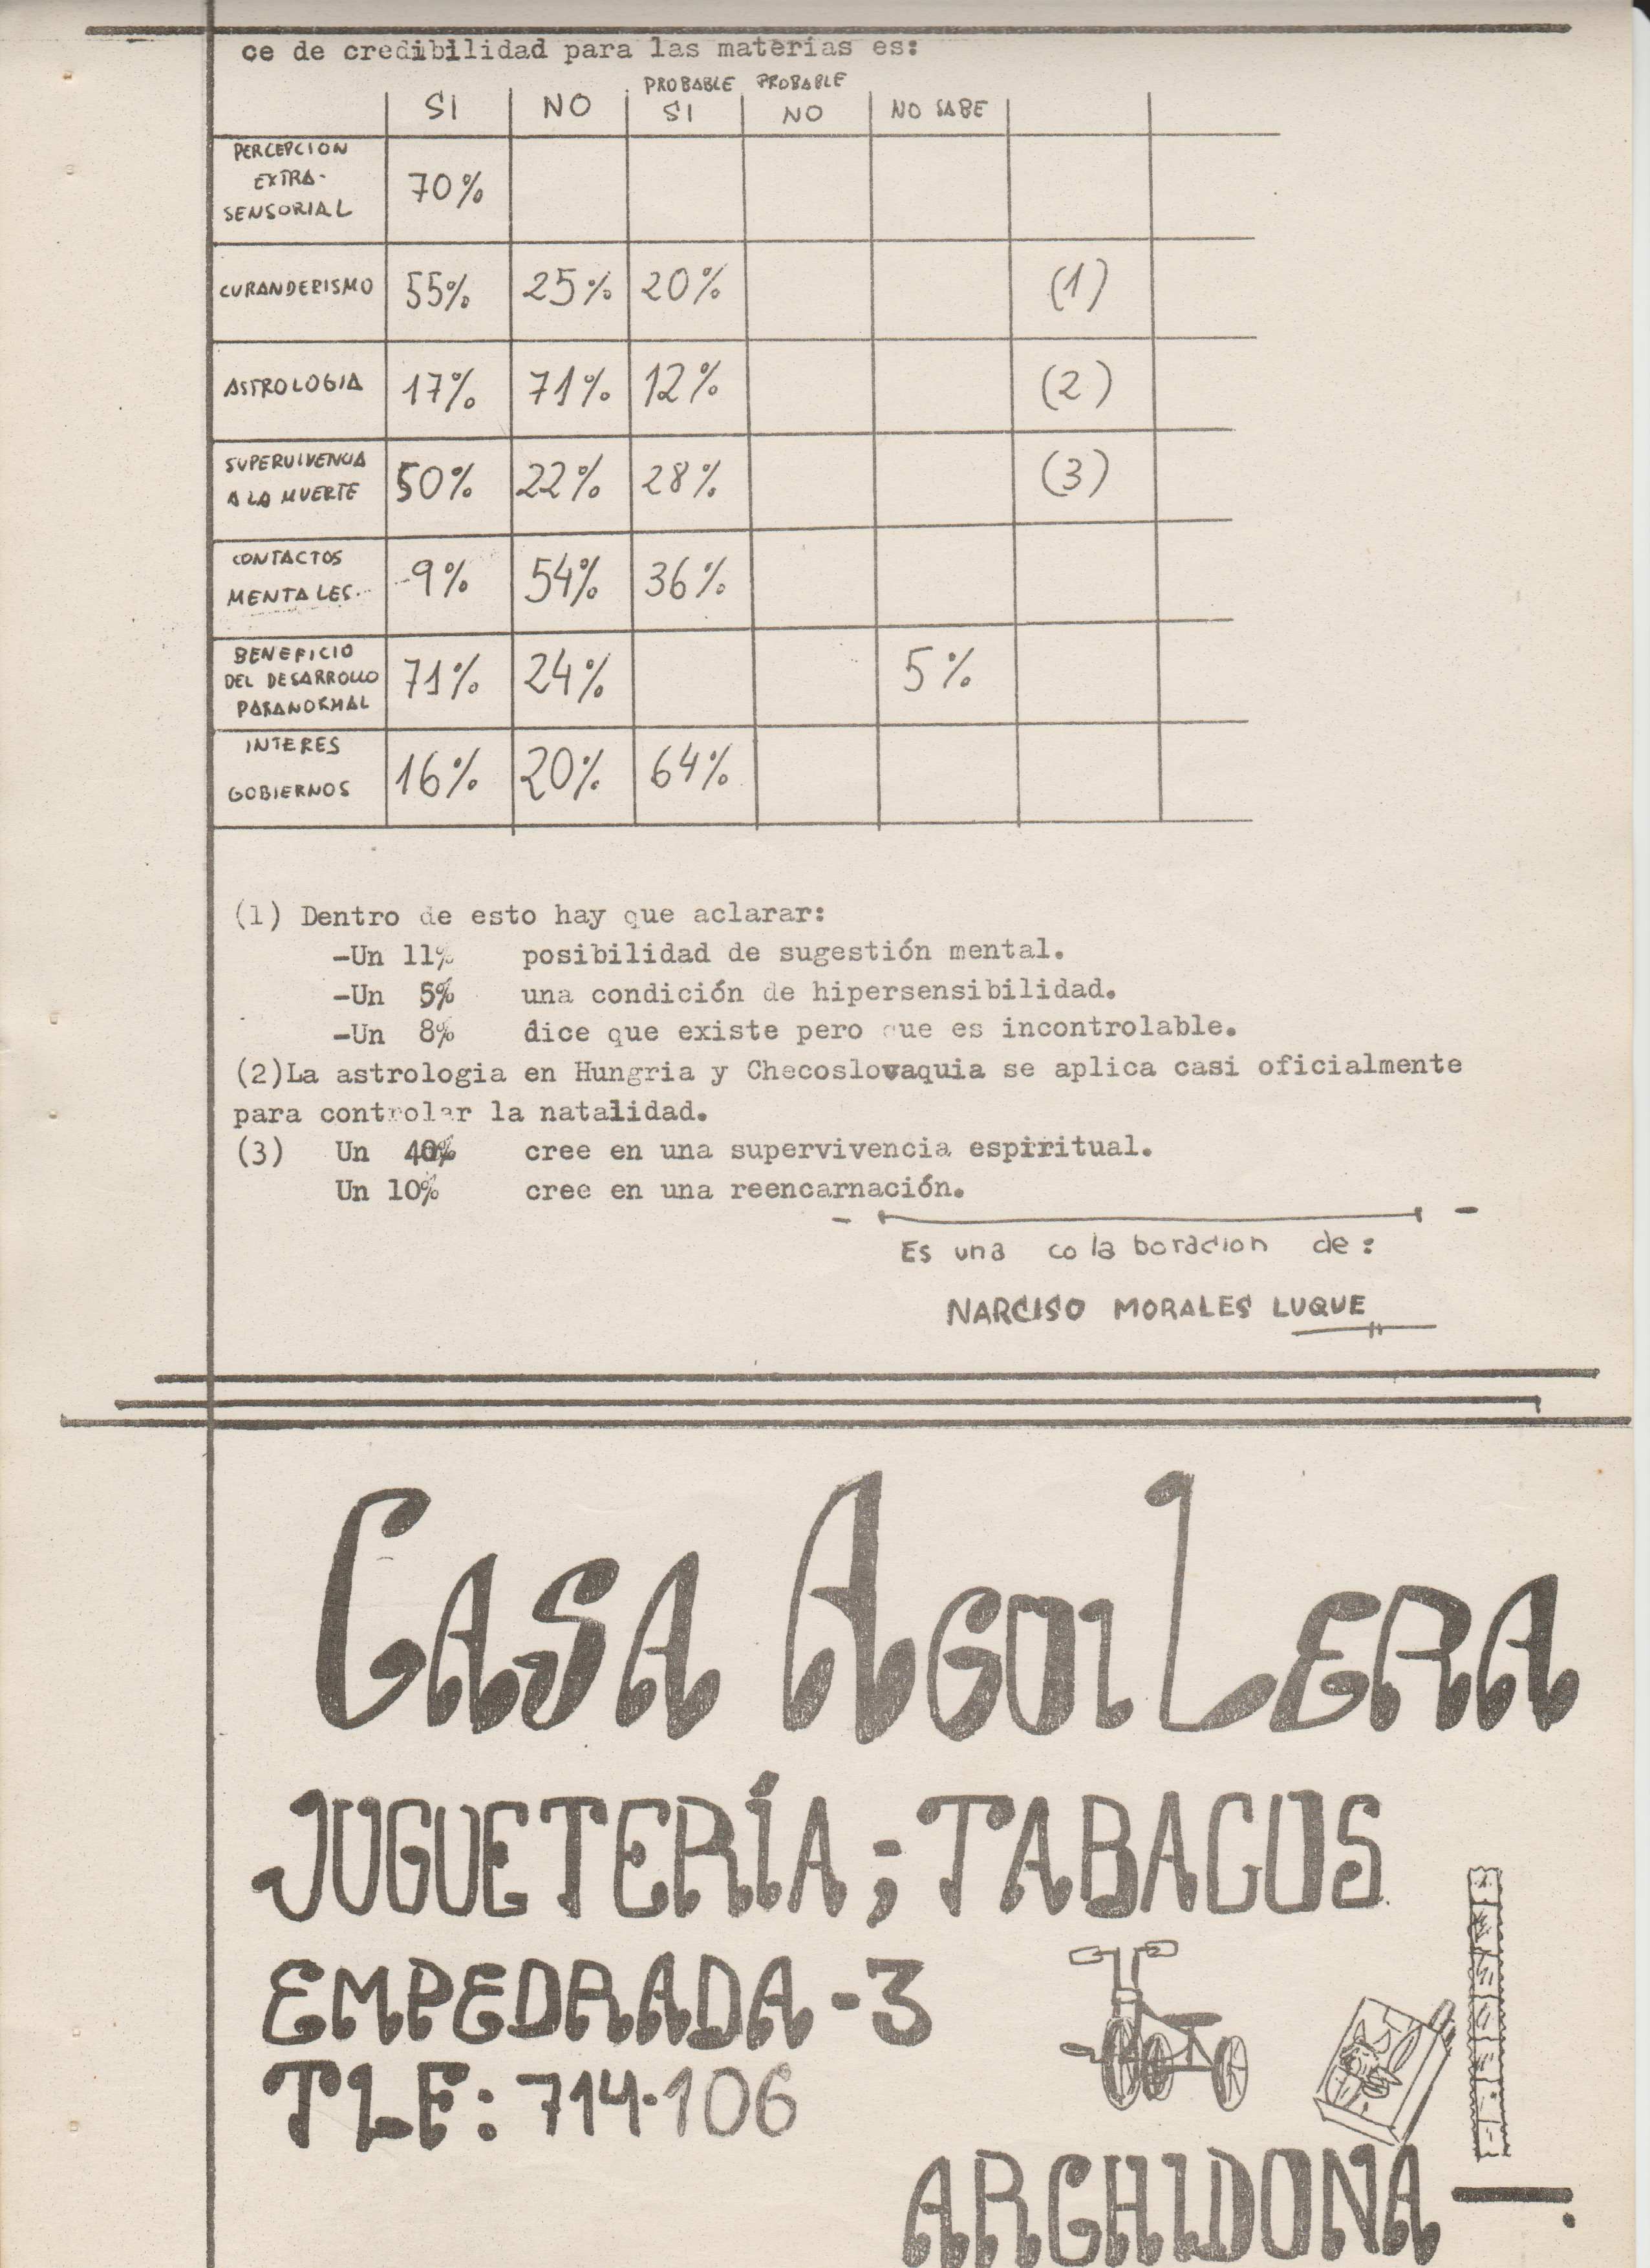 ce de credibilidad para las materias es:
SI NO PROBABLE SI PROBABLE NO NO SABE
PERCEPCION EXTRA- SENSORIAL 70%
CURANDERISMO 55% 25% 20% (1)
ASTROLOGIA 17% 71% 12% (2)
SUPERVIVENCIA A LA MUERTE 50% 22% 28% (3)
CONTACTOS MENTALES. 9% 54% 36%
BENEFICIO DEL DESARROLLO PARANORMAL 71% 24% 5%
INTERES GOBIERNOS 16% 20% 64%
(1) Dentro de esto hay que aclarar:
-Un 11% posibilidad de sugestión mental.
-Un 5% una condición de hipersensibilidad.
-Un 8% dice que existe pero que es incontrolable.
(2)La astrologia en Hungria y Checoslovaquia se aplica casi oficialmente
para controlar la natalidad.
(3) Un 40% cree en una supervivencia espiritual.
Un 10% cree en una reencarnación.
Es una colaboracion de:
NARCISO MORALES LUQUE
CASA AGUILERA
JUGUETERÍA; TABACOS
EMPEDRADA-3
TLF: 714-106
ARCHIDONA—.